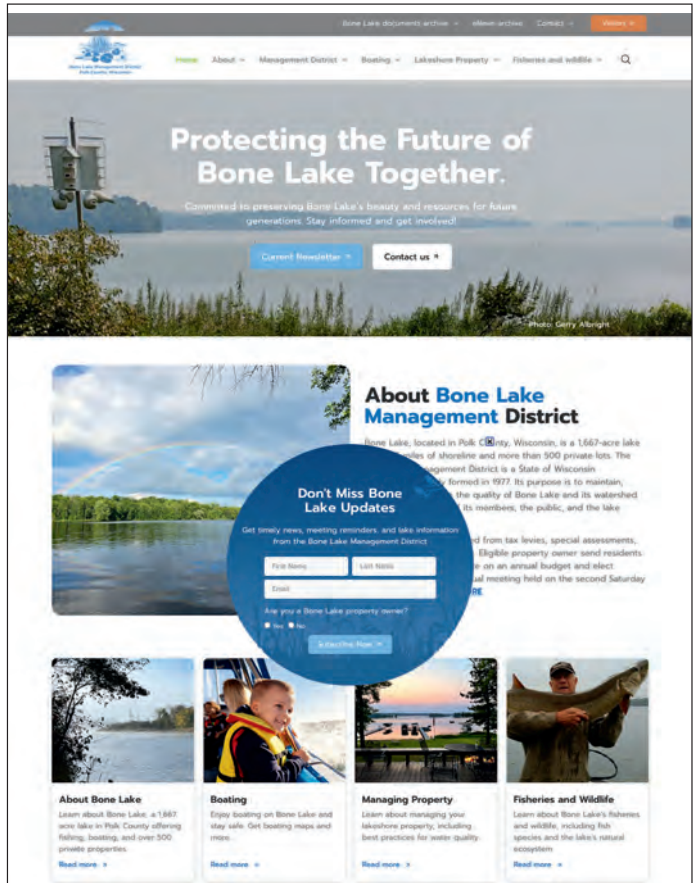 Bone Lake documents archive eNews archive Contact
Bone Lake Management District
Polk County, Wisconsin
Home About Management District Boating Lakeshore Property Fisheries and wildlife
Protecting the Future of
Bone Lake Together.
Committed to preserving Bone Lake's beauty and resources for future
generations. Stay informed and get involved!
Current Newsletter Contact us
Photo: Gerry Albright
About Bone Lake
Management District
Bone Lake, located in Polk C nty, Wisconsin, is a 1,667-acre lake
miles of shoreline and more than 500 private lots. The
agement District is a State of Wisconsin
formed in 1977. Its purpose is to maintain,
the quality of Bone Lake and its watershed
its members, the public, and the lake
ed from tax levies, special assessments,
Eligible property owner send residents
e on an annual budget and elect
ual meeting held on the second Saturday
RE
Don't Miss Bone
Lake Updates
Get timely news, meeting reminders, and lake information
from the Bone Lake Management District
First Name Last Name
Email
Are you a Bone Lake property owner?
Yes No
Subscribe Now
About Bone Lake
Learn about Bone Lake, a 1,667
acre lake in Polk County offering
fishing, boating, and over 500
private properties.
Read more
Boating
Enjoy boating on Bone Lake and
stay safe. Get boating maps and
more.
Read more
Managing Property
Learn about managing your
lakeshore property, including
best practices for water quality.
Read more
Fisheries and Wildlife
Learn about Bone Lake's fisheries
and wildlife, including fish
species and the lake's natural
ecosystem
Read more